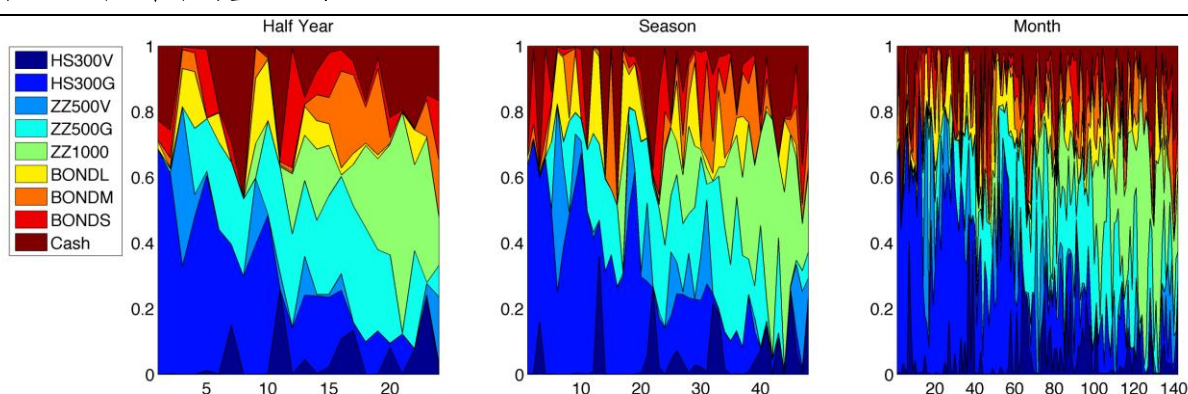 Half Year
Season
Month
HS300V
HS300G
ZZ500V
ZZ500G
ZZ1000
BONDL
BONDM
BONDS
Cash
1
0.8
0.6
0.4
0.2
0
5 10 15 20
1
0.8
0.6
0.4
0.2
0
10 20 30 40
1
0.8
0.6
0.4
0.2
0
20 40 60 80 100 120 140